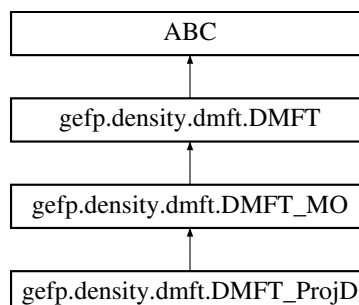 ABC
gefp.density.dmft.DMFT
gefp.density.dmft.DMFT_MO
gefp.density.dmft.DMFT_ProjD